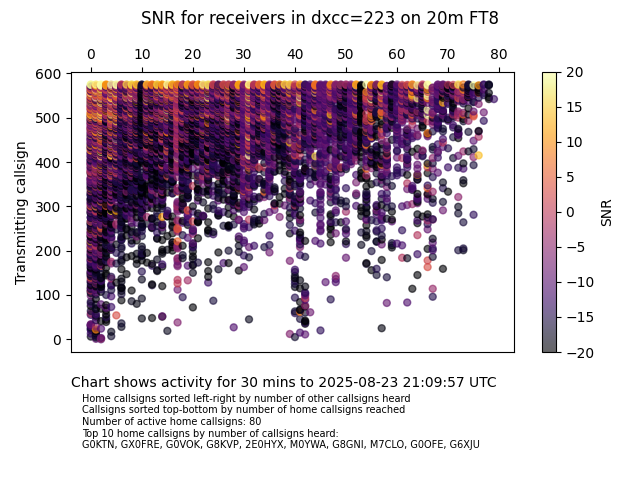 SNR for receivers in dxcc=223 on 20m FT8
0 10 20 30 40 50 60 70 80
600
500
400
300
200
100
0
Transmitting callsign
20
15
10
5
0
−5
−10
−15
−20
SNR
Chart shows activity for 30 mins to 2025-08-23 21:09:57 UTC
Home callsigns sorted left-right by number of other callsigns heard
Callsigns sorted top-bottom by number of home callsigns reached
Number of active home callsigns: 80
Top 10 home callsigns by number of callsigns heard:
G0KTN, GX0FRE, G0VOK, G8KVP, 2E0HYX, M0YWA, G8GNI, M7CLO, G0OFE, G6XJU